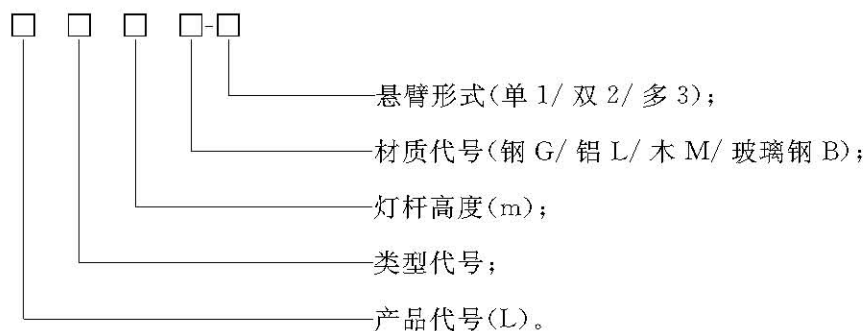 □ □ □ □-□
悬臂形式(单 1/ 双 2/ 多 3);
材质代号(钢 G/ 铝 L/ 木 M/ 玻璃钢 B);
灯杆高度(m);
类型代号;
产品代号(L)。